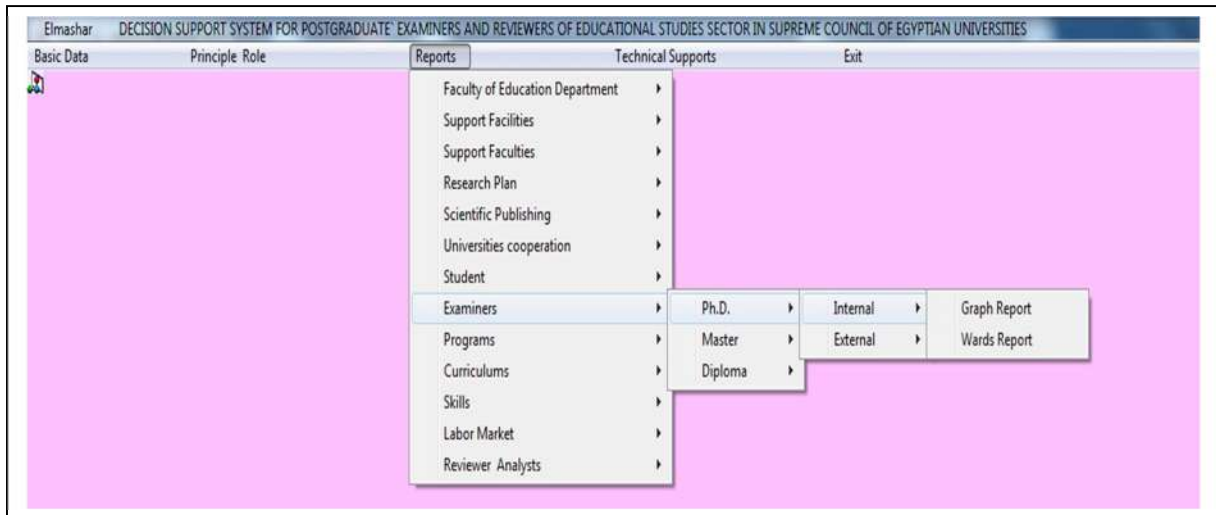 Elmashar DECISION SUPPORT SYSTEM FOR POSTGRADUATE` EXAMINERS AND REVIEWERS OF EDUCATIONAL STUDIES SECTOR IN SUPREME COUNCIL OF EGYPTIAN UNIVERSITIES
Basic Data Principle Role Reports Technical Supports Exit
Faculty of Education Department
Support Facilities
Support Faculties
Research Plan
Scientific Publishing
Universities cooperation
Student
Examiners Ph.D. Internal Graph Report
Programs Master External Wards Report
Curriculums Diploma
Skills
Labor Market
Reviewer Analysts